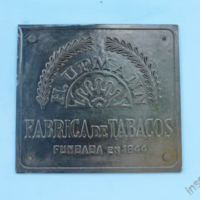 H. UPMANN
FABRICA DE TABACOS
FUNDADA EN 1844